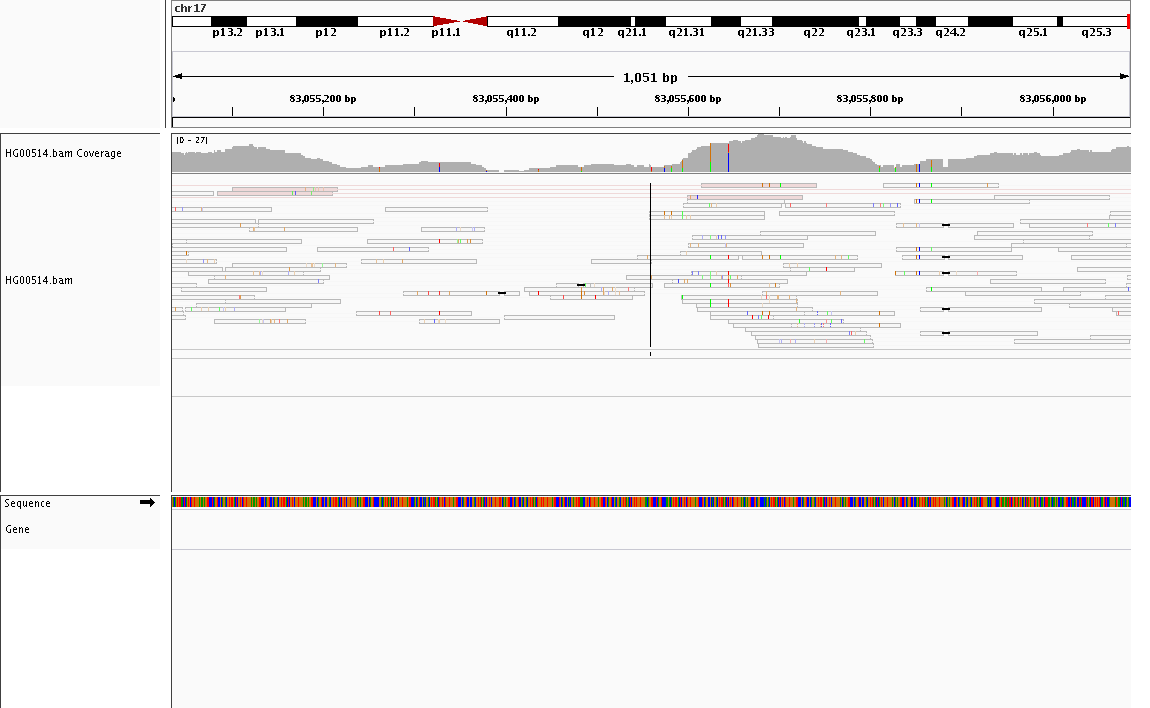 chr17
p13.2 p13.1 p12 p11.2 p11.1 q11.2 q12 q21.1 q21.31 q21.33 q22 q23.1 q23.3 q24.2 q25.1 q25.3
1,051 bp
83,055,200 bp 83,055,400 bp 83,055,600 bp 83,055,800 bp 83,056,000 bp
[0 - 27]
HG00514.bam Coverage
HG00514.bam
Sequence
Gene